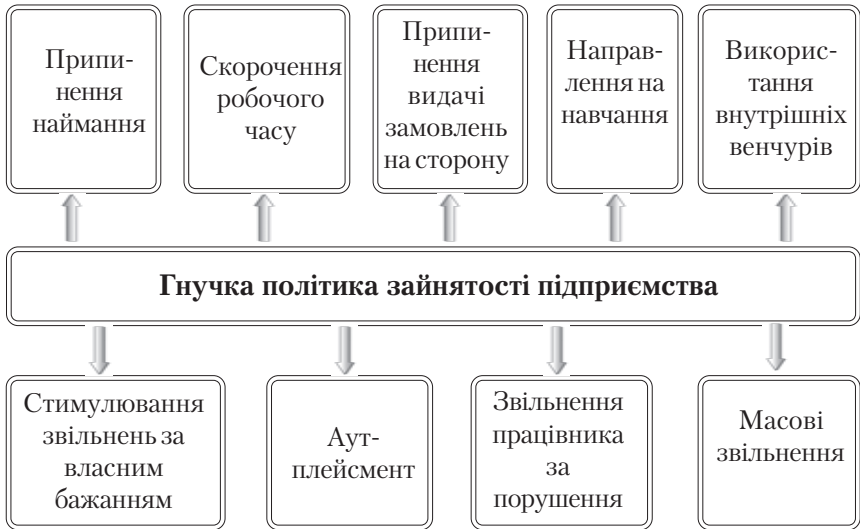 Припи-
нення
наймання
Скорочення
робочого
часу
Припи-
нення
видачі
замовлень
на сторону
Направ-
лення на
навчання
Викорис-
тання
внутрішніх
венчурів
Гнучка політика зайнятості підприємства
Стимулювання
звільнень за
власним
бажанням
Аут-
плейсмент
Звільнення
працівника
за
порушення
Масові
звільнення